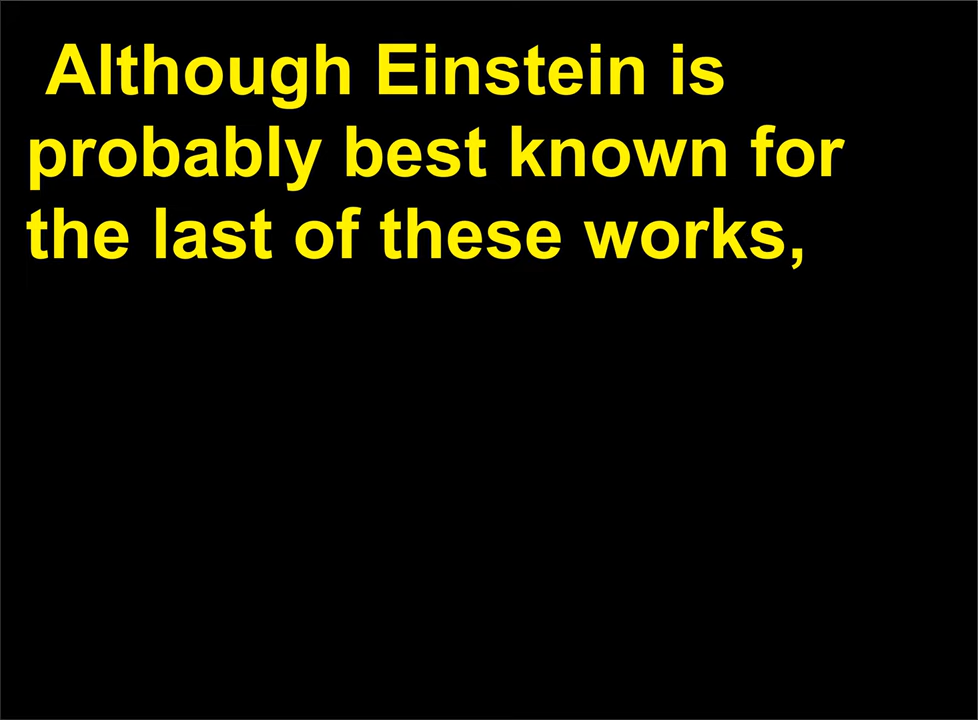 Although Einstein is
probably best known for
the last of these works,